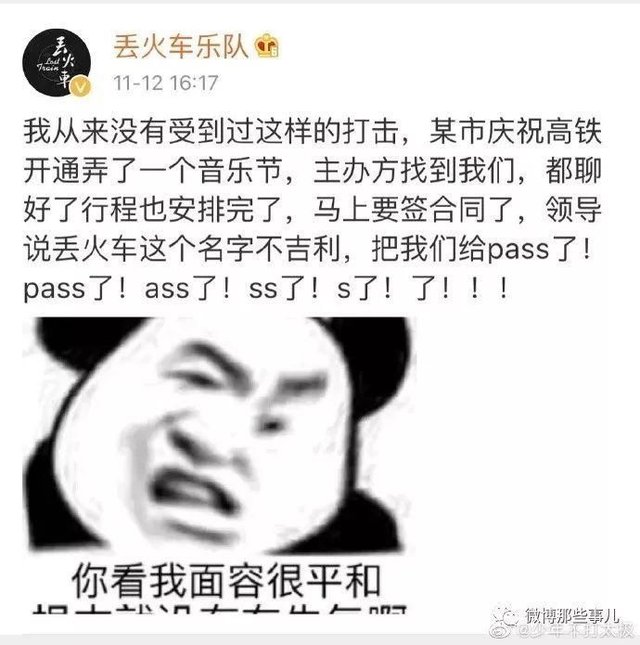 丢火車
Lost
Train
丢火车乐队
11-12 16:17
我从来没有受到过这样的打击，某市庆祝高铁
开通弄了一个音乐节，主办方找到我们，都聊
好了行程也安排完了，马上要签合同了，领导
说丢火车这个名字不吉利，把我们给pass了！
pass了！ass了！ss了！s了！了！！！
你看我面容很平和
微博那些事儿
@少年不打太极